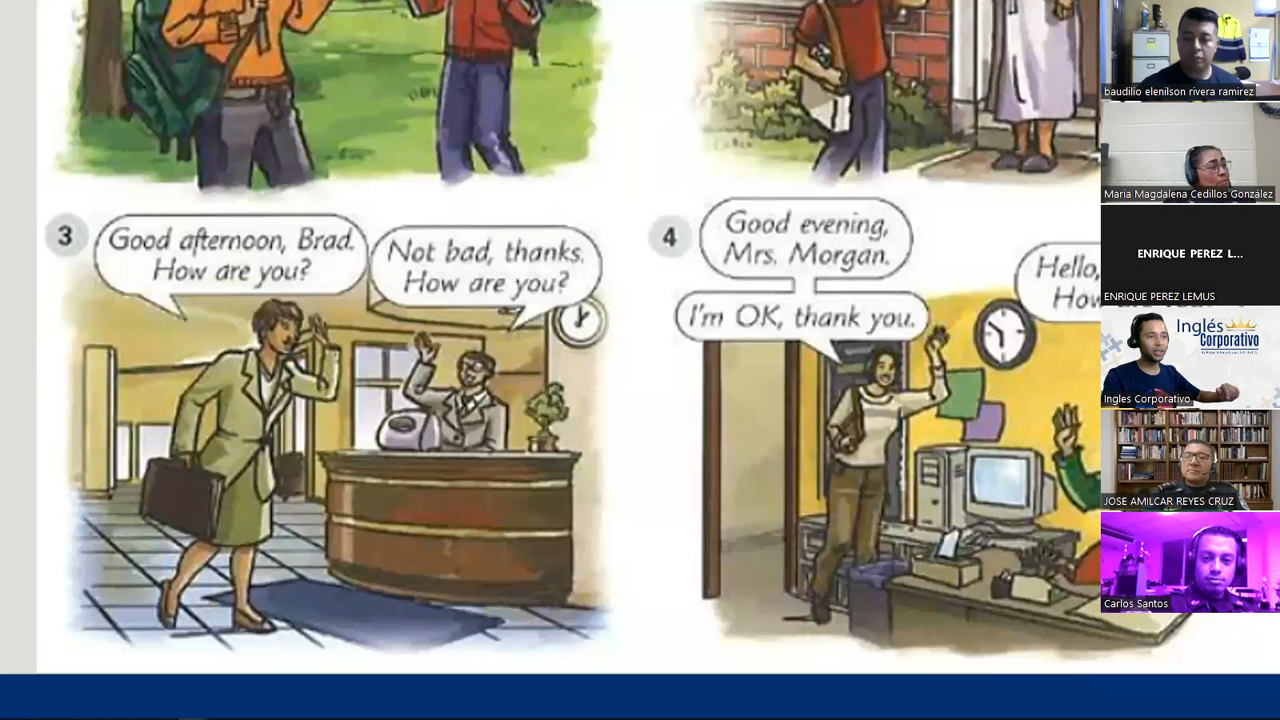 3
Good afternoon, Brad.
How are you?
Not bad, thanks.
How are you?
4
Good evening,
Mrs. Morgan.
I'm OK, thank you.
Hello,
How
baudilio elenilson rivera ramirez
Maria Magdalena Cedillos González
ENRIQUE PEREZ L...
ENRIQUE PEREZ LEMUS
Inglés
Corporativo
Ingles Corporativo
JOSE AMILCAR REYES CRUZ
Carlos Santos